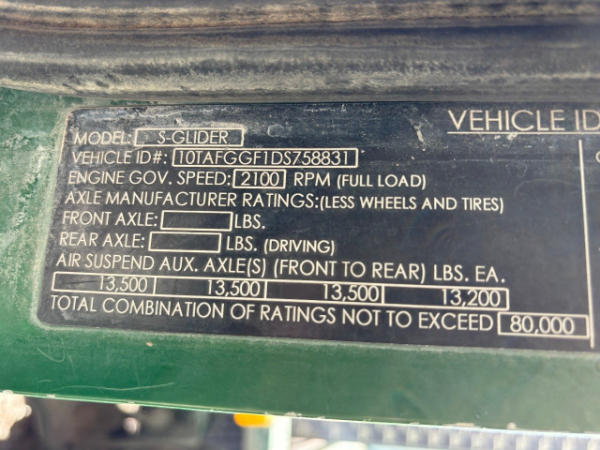 VEHICLE ID
MODEL: S-GLIDER
VEHICLE ID#: 10TAFGGF1DS758831
ENGINE GOV. SPEED: 2100 RPM (FULL LOAD)
AXLE MANUFACTURER RATINGS:(LESS WHEELS AND TIRES)
FRONT AXLE: LBS.
REAR AXLE: LBS. (DRIVING)
AIR SUSPEND AUX. AXLE(S) (FRONT TO REAR) LBS. EA.
13,500 13,500 13,500 13,200
TOTAL COMBINATION OF RATINGS NOT TO EXCEED 80,000